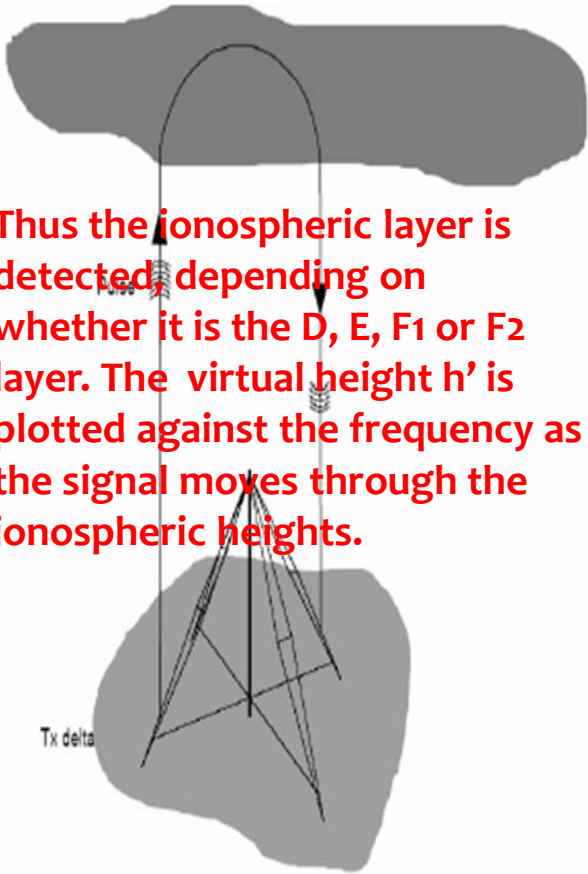 Thus the ionospheric layer is
detected, depending on
whether it is the D, E, F1 or F2
layer. The virtual height h’ is
plotted against the frequency as
the signal moves through the
ionospheric heights.
Tx delta